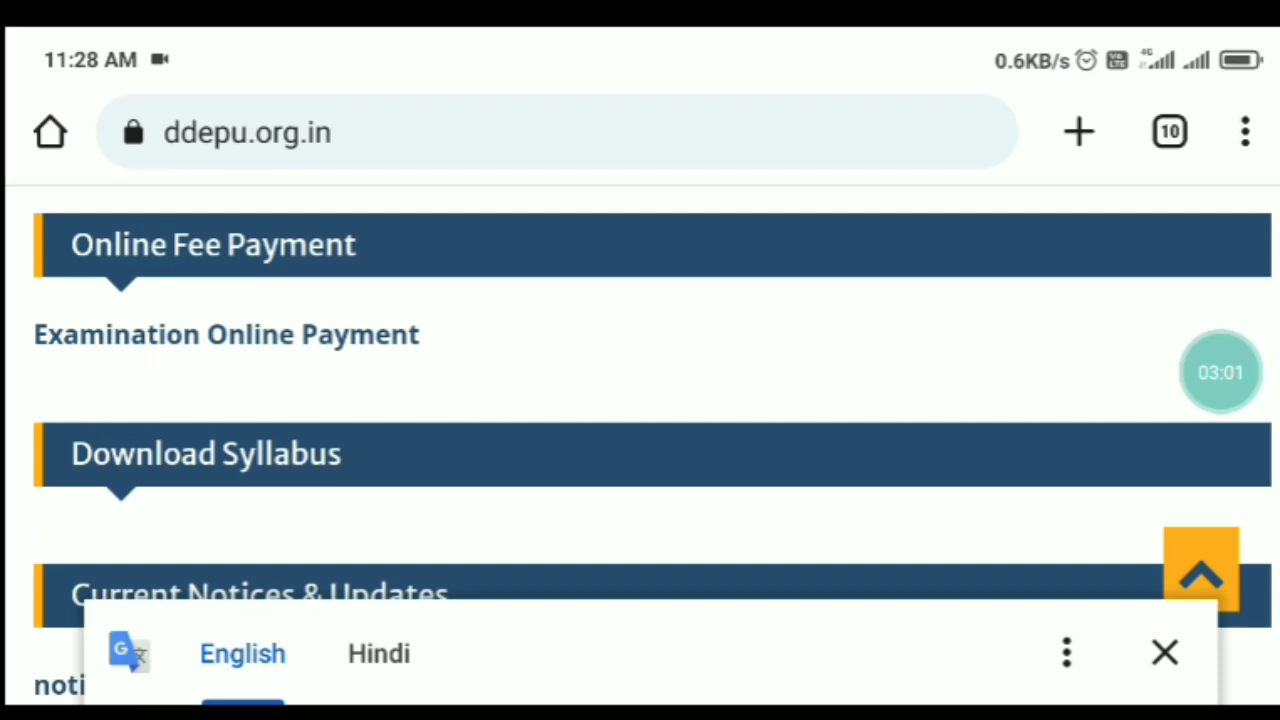 11:28 AM 0.6KB/s 4G
ddepu.org.in 10
Online Fee Payment
Examination Online Payment
03:01
Download Syllabus
Current Notices & Updates
English Hindi
noti